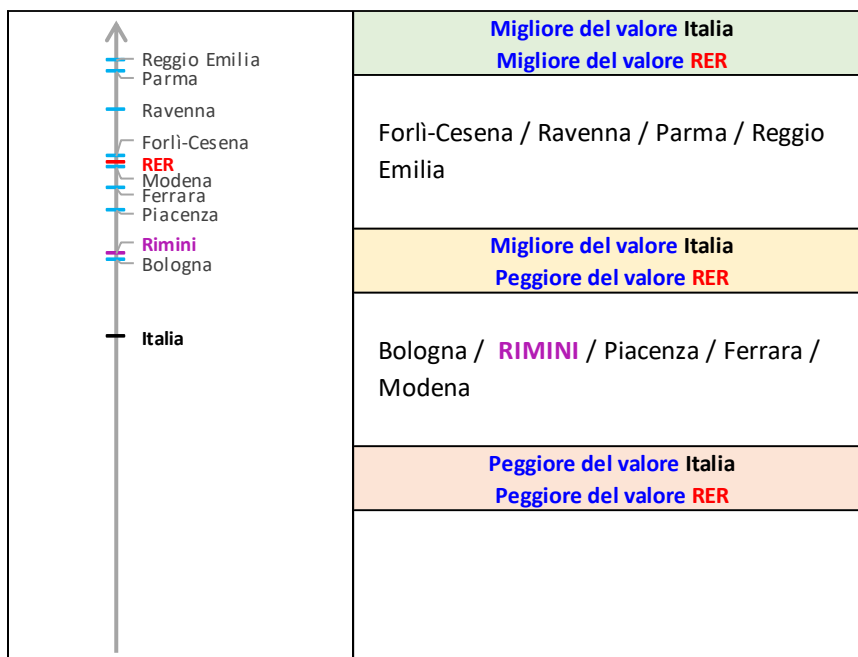 Reggio Emilia
Parma
Ravenna
Forlì-Cesena
RER
Modena
Ferrara
Piacenza
Rimini
Bologna
Italia
Migliore del valore Italia
Migliore del valore RER
Forlì-Cesena / Ravenna / Parma / Reggio
Emilia
Migliore del valore Italia
Peggiore del valore RER
Bologna / RIMINI / Piacenza / Ferrara /
Modena
Peggiore del valore Italia
Peggiore del valore RER